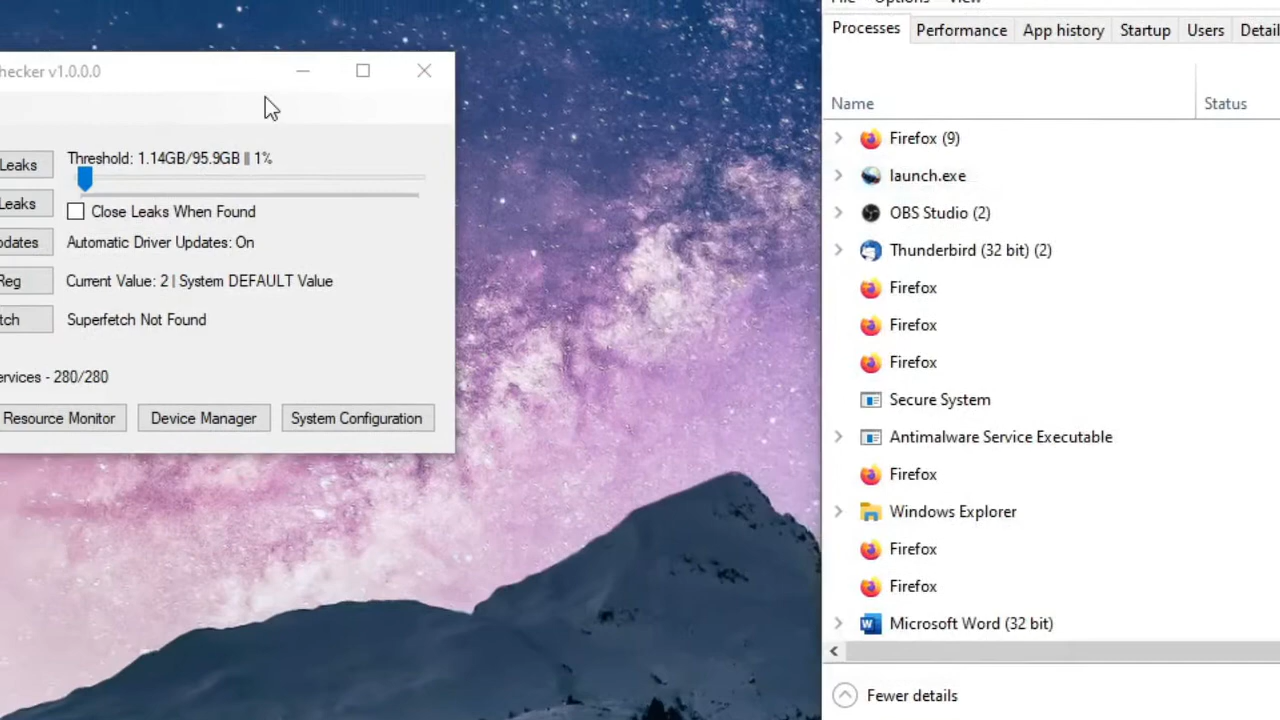 hecker v1.0.0.0
Leaks
Threshold: 1.14GB/95.9GB || 1%
Leaks
Close Leaks When Found
pdates
Automatic Driver Updates: On
Reg
Current Value: 2 | System DEFAULT Value
tch
Superfetch Not Found
ervices - 280/280
Resource Monitor
Device Manager
System Configuration
File Options View
Processes
Performance
App history
Startup
Users
Detail
Name
Status
Firefox (9)
launch.exe
OBS Studio (2)
Thunderbird (32 bit) (2)
Firefox
Firefox
Firefox
Secure System
Antimalware Service Executable
Firefox
Windows Explorer
Firefox
Firefox
Microsoft Word (32 bit)
Fewer details